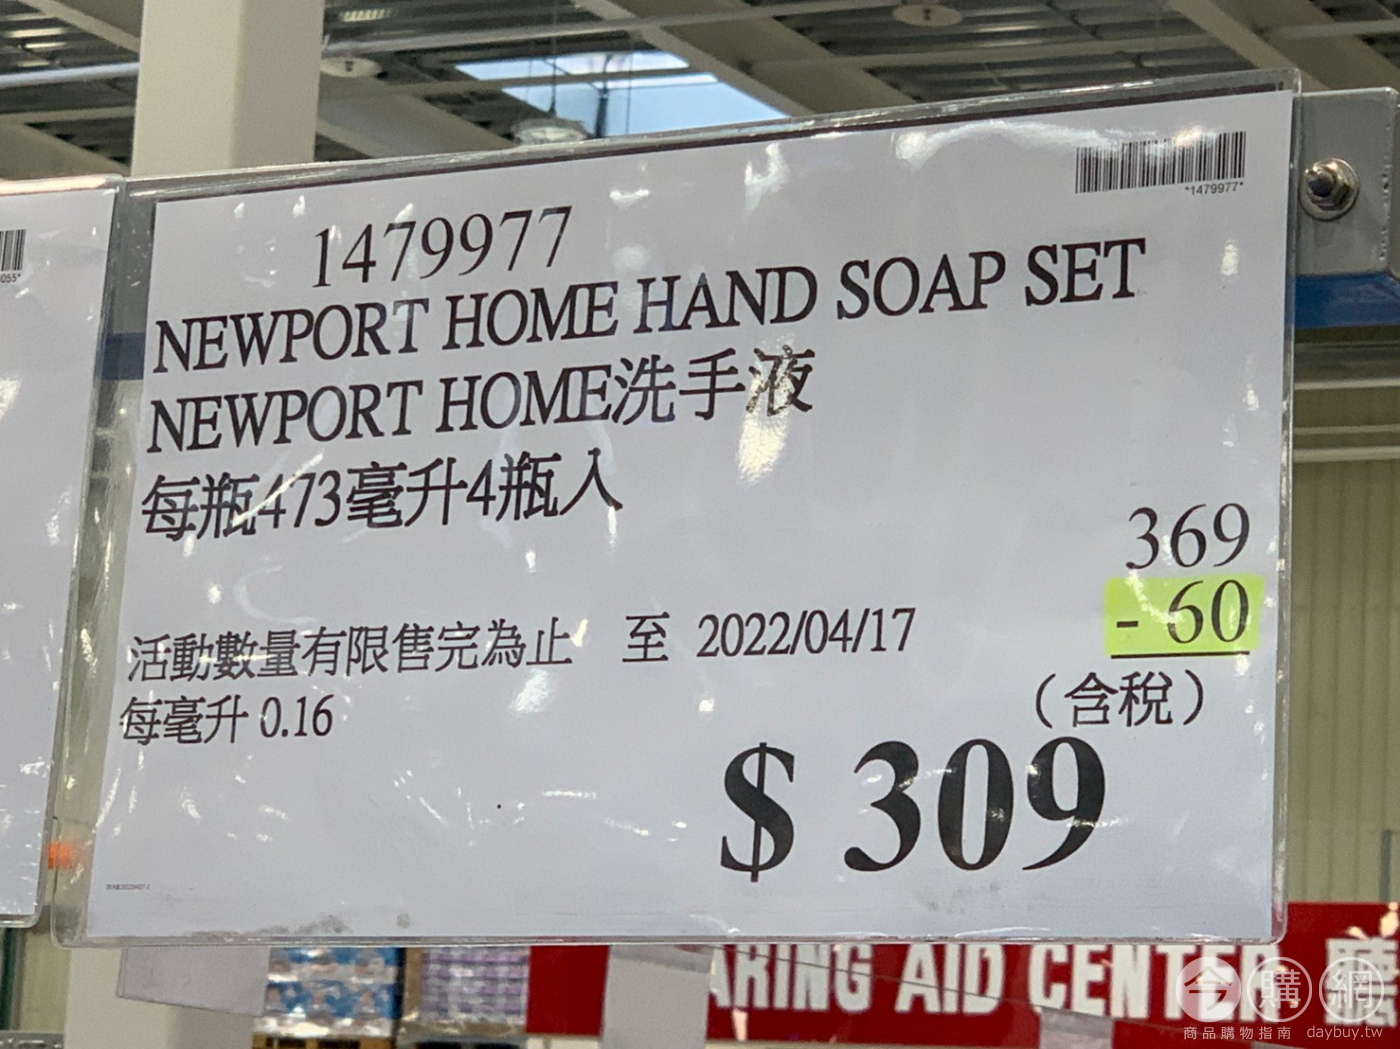 *1479977*
1479977
NEWPORT HOME HAND SOAP SET
NEWPORT HOME洗手液
每瓶473毫升4瓶入
369
- 60
活動數量有限售完為止 至 2022/04/17
(含稅)
每毫升 0.16
$ 309
ARING AID CENTER
今購網
商品購物指南 daybuy.tw